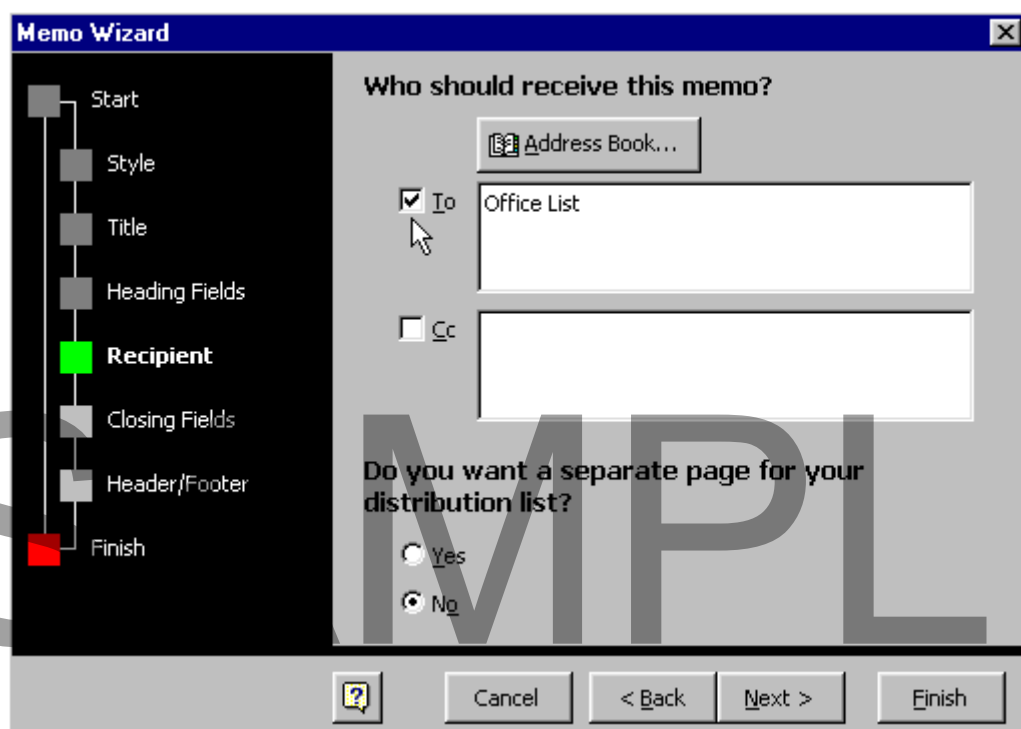 Memo Wizard
Start
Style
Title
Heading Fields
Recipient
Closing Fields
Header/Footer
Finish
Who should receive this memo?
Address Book...
To
Office List
Cc
Do you want a separate page for your
distribution list?
Yes
No
SAMPL
Cancel
< Back
Next >
Finish